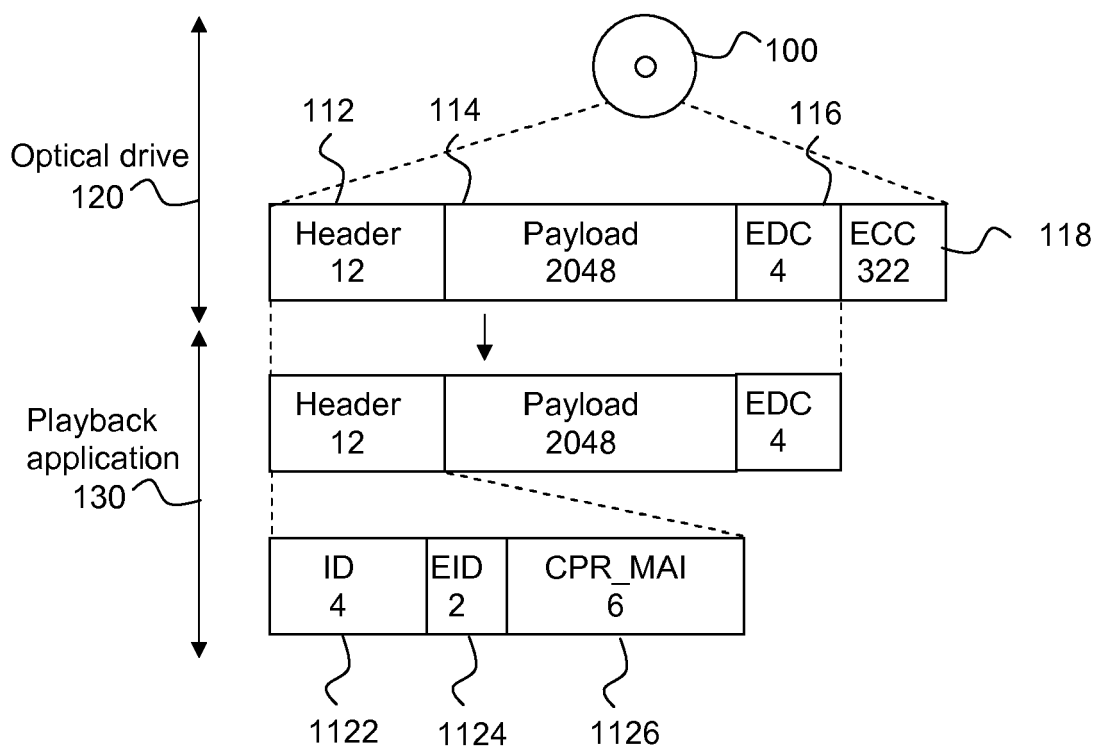 100
112
114
116
Optical drive
120
Header
12
Payload
2048
EDC
4
ECC
322
118
Header
12
Payload
2048
EDC
4
Playback
application
130
ID
4
EID
2
CPR_MAI
6
1122
1124
1126